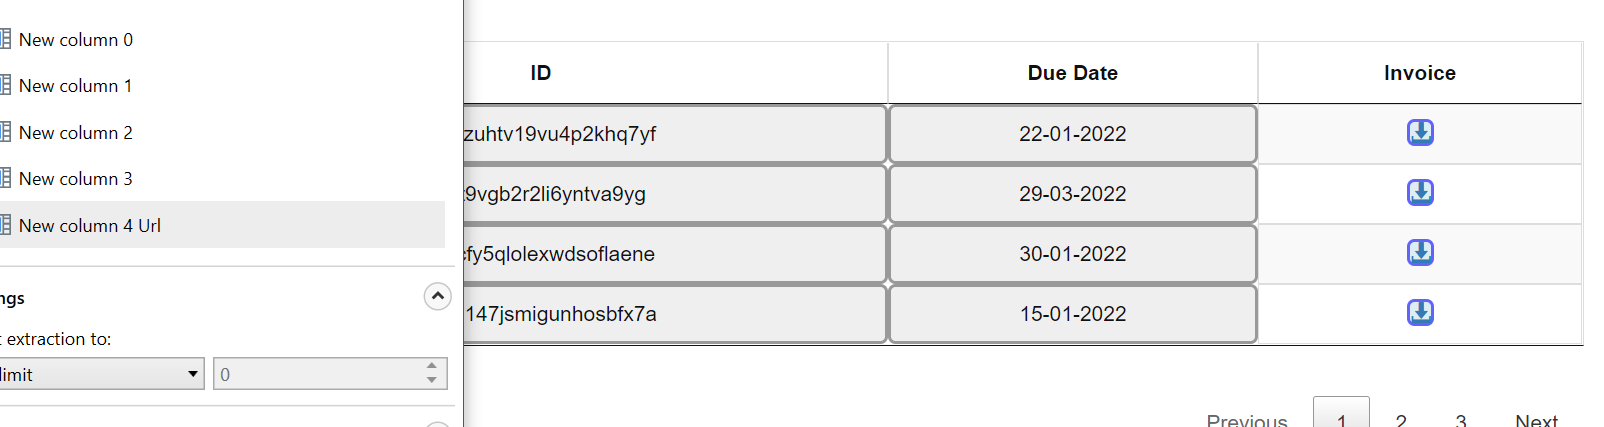 New column 0
New column 1
New column 2
New column 3
New column 4 Url
ngs
extraction to:
limit
0
ID Due Date Invoice
zuhtv19vu4p2khq7yf 22-01-2022
9vgb2r2li6yntva9yg 29-03-2022
fy5qlolexwdsoflaene 30-01-2022
147jsmigunhosbfx7a 15-01-2022
Previous 1 2 3 Next